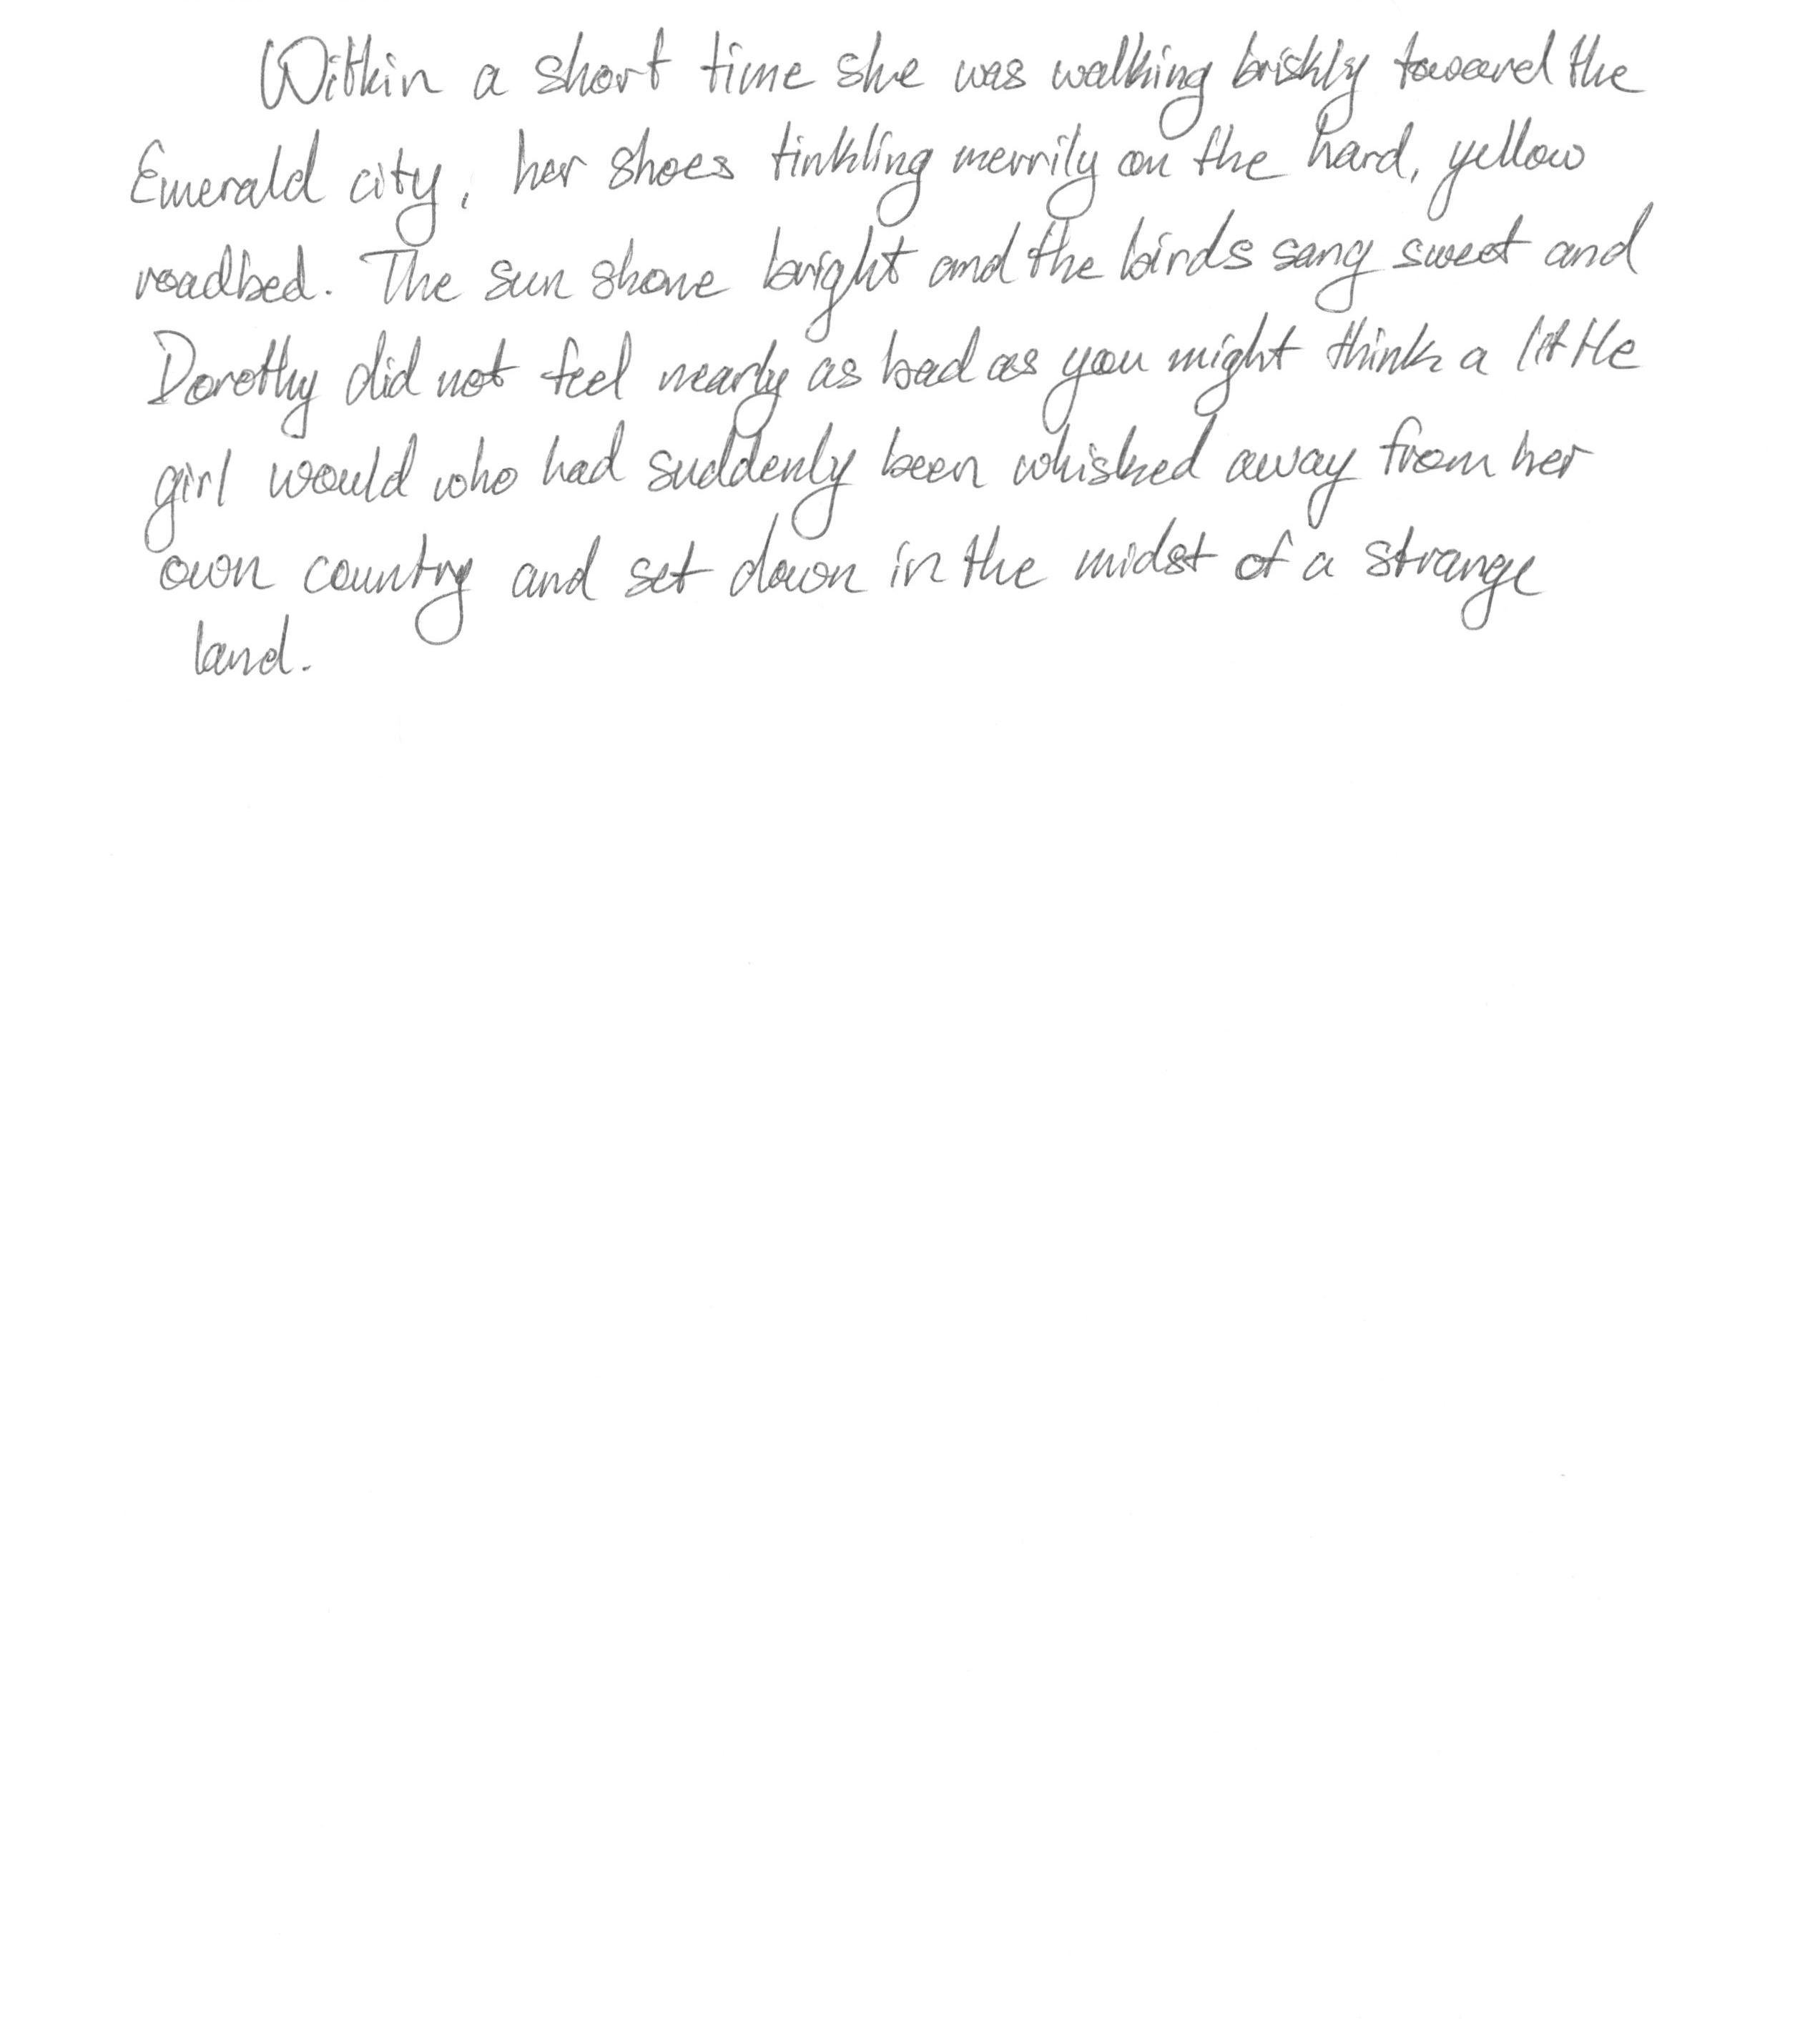 Within a short time she was walking briskly toward the
Emerald city, her shoes tinkling merrily on the hard, yellow
roadbed. The sun shone bright and the birds sang sweet and
Dorothy did not feel nearly as bad as you might think a little
girl would who had suddenly been whisked away from her
own country and set down in the midst of a strange
land.